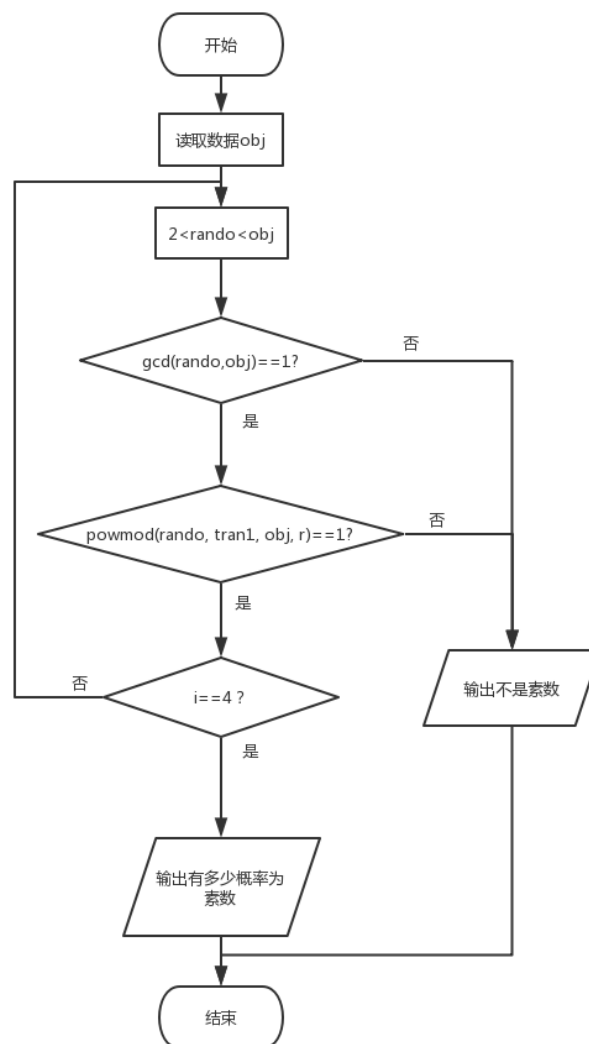 开始
读取数据obj
2<rando<obj
gcd(rando,obj)==1?
否
是
powmod(rando, tran1, obj, r)==1?
否
是
i==4 ?
否
是
输出不是素数
输出有多少概率为
素数
结束